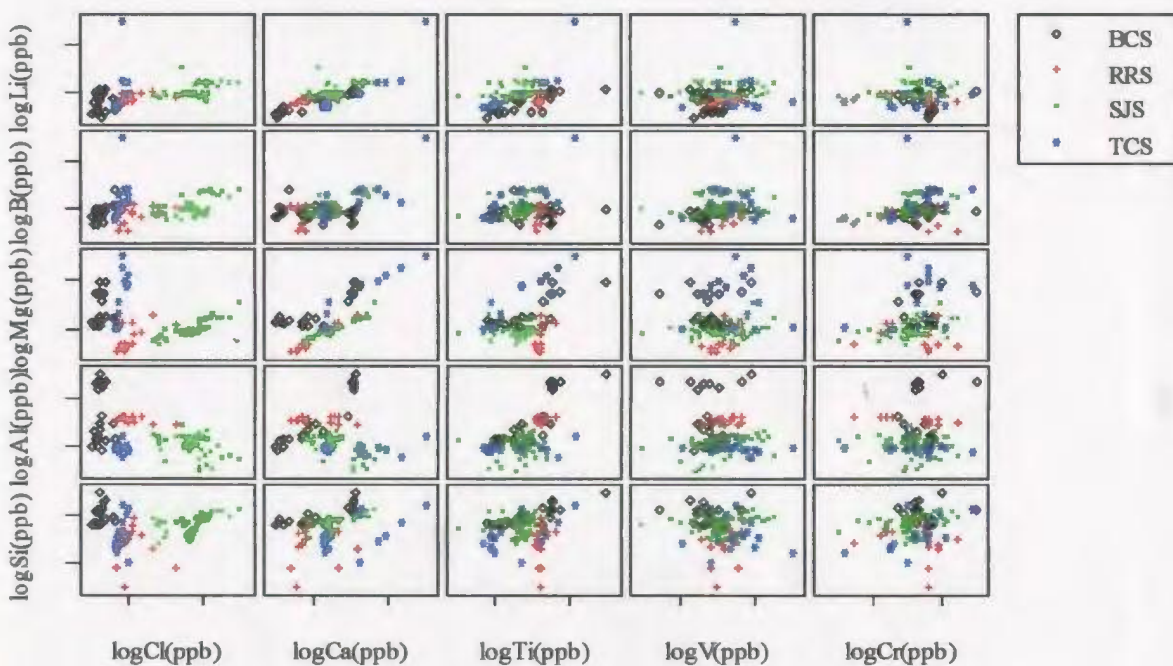 logLi(ppb)
logB(ppb)
logMg(ppb)
logAl(ppb)
logSi(ppb)
logCl(ppb)
logCa(ppb)
logTi(ppb)
logV(ppb)
logCr(ppb)
BCS
RRS
SJS
TCS